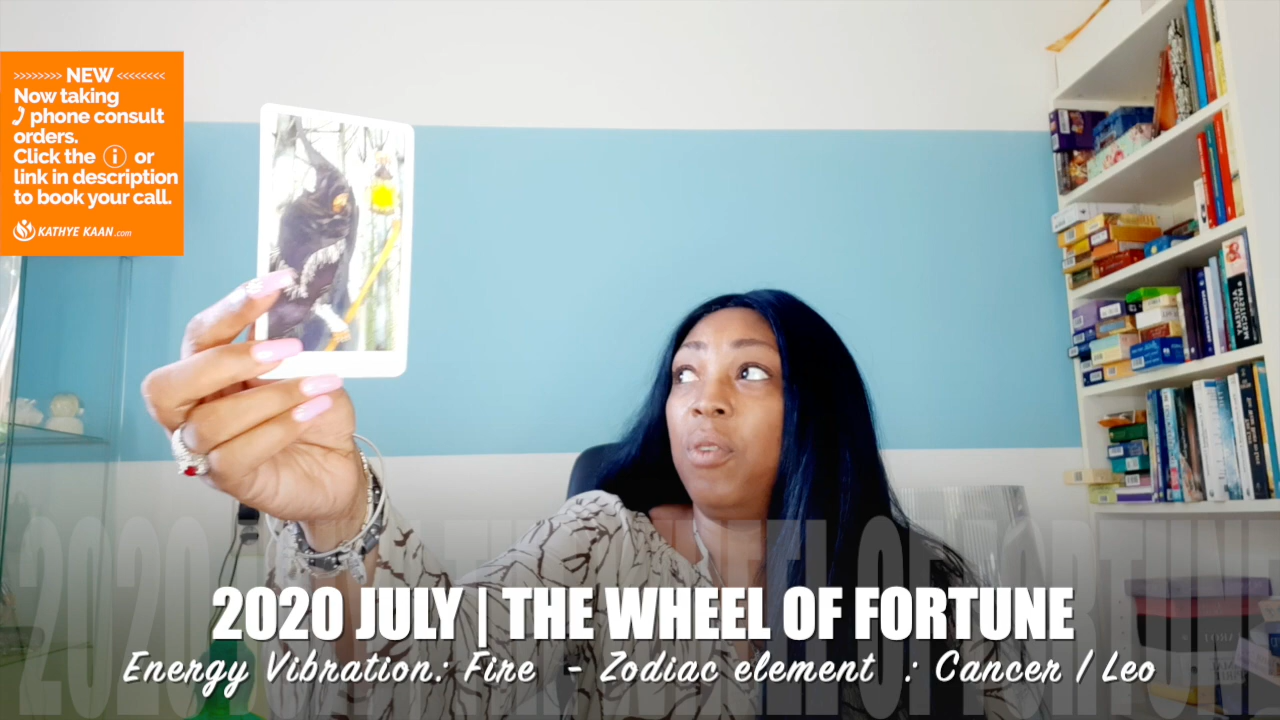 >>>>>>>> NEW <<<<<<<<
Now taking
phone consult
orders.
Click the ⓘ or
link in description
to book your call.
KATHYE KAAN.com
2020 JULY | THE WHEEL OF FORTUNE
Energy Vibration: Fire - Zodiac element : Cancer / Leo